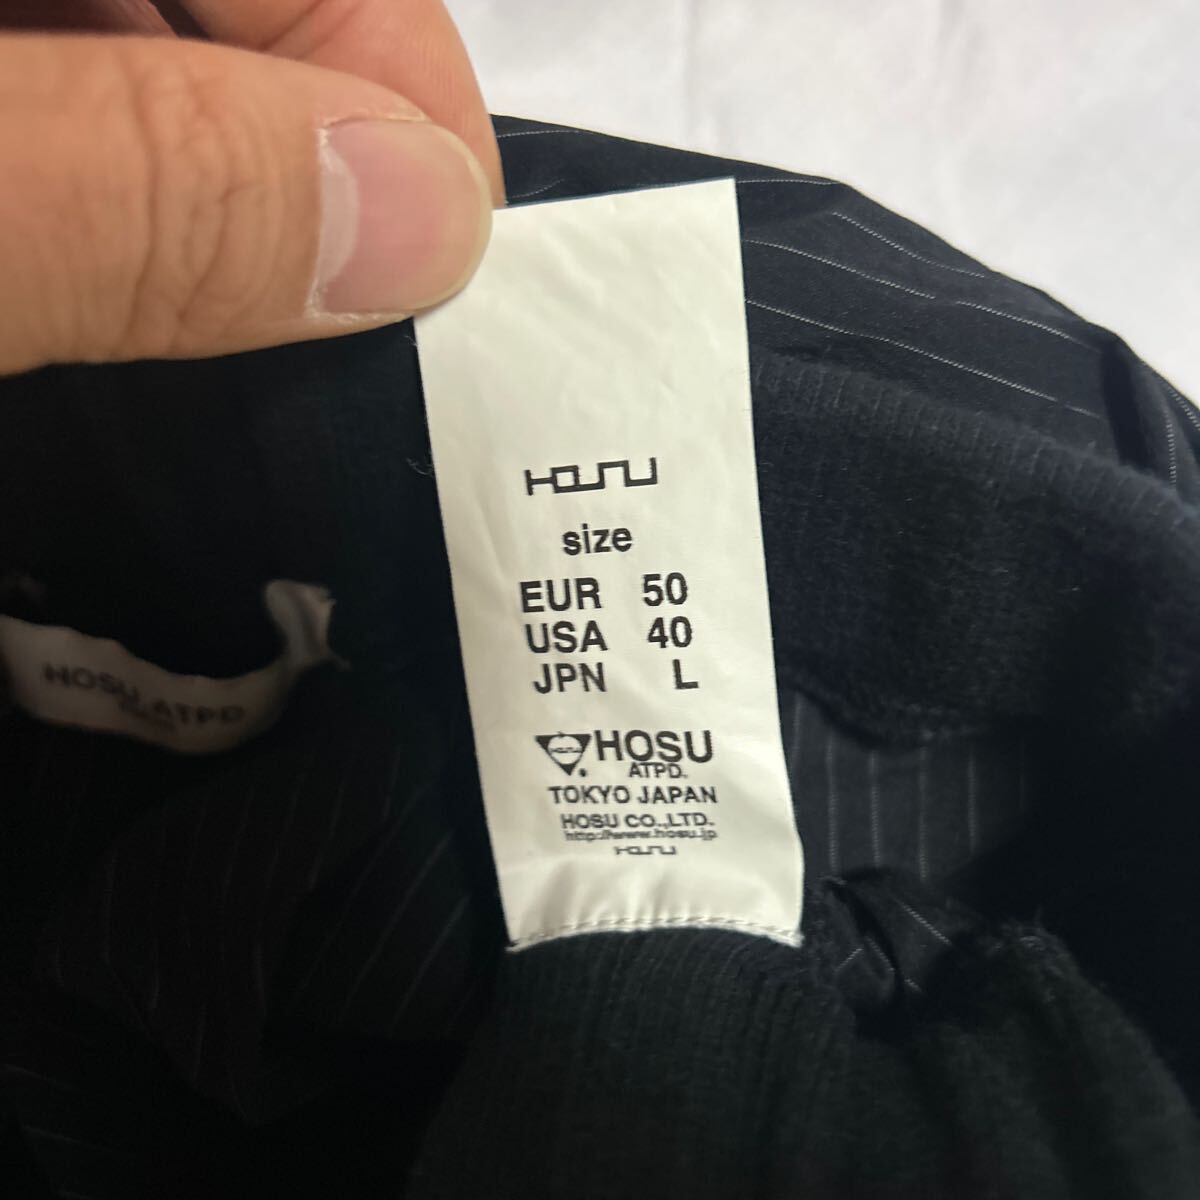 HOSU
size
EUR 50
USA 40
JPN L
HOSU
ATPD.
TOKYO JAPAN
HOSU CO.,LTD.
http://www.hosu.jp
HOSU
HOSU ATPD